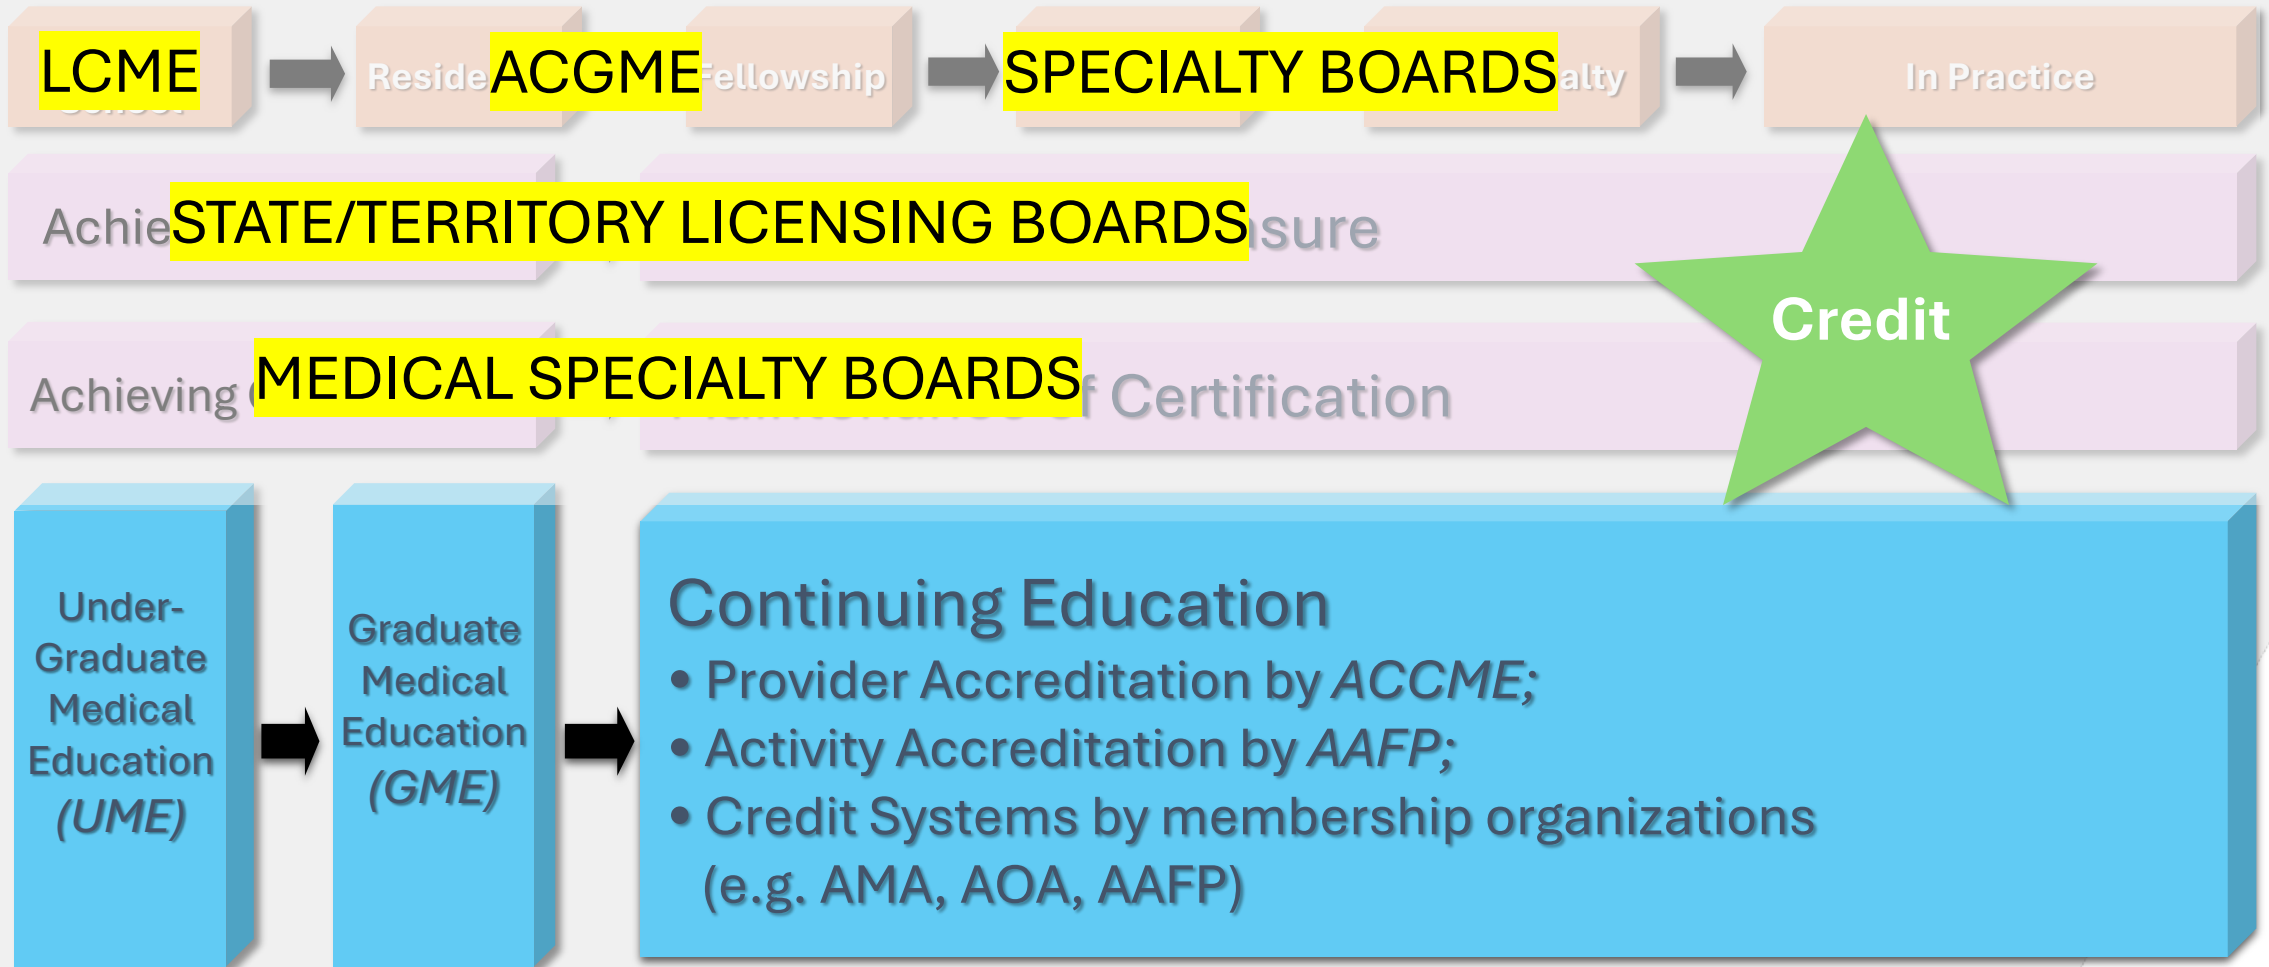 LCME
ACGME
Fellowship
SPECIALTY BOARDS
In Practice
STATE/TERRITORY LICENSING BOARDS
MEDICAL SPECIALTY BOARDS
Achieving
of Certification
Credit
Under-
Graduate
Medical
Education
(UME)
Graduate
Medical
Education
(GME)
Continuing Education
• Provider Accreditation by ACCME;
• Activity Accreditation by AAFP;
• Credit Systems by membership organizations
(e.g. AMA, AOA, AAFP)